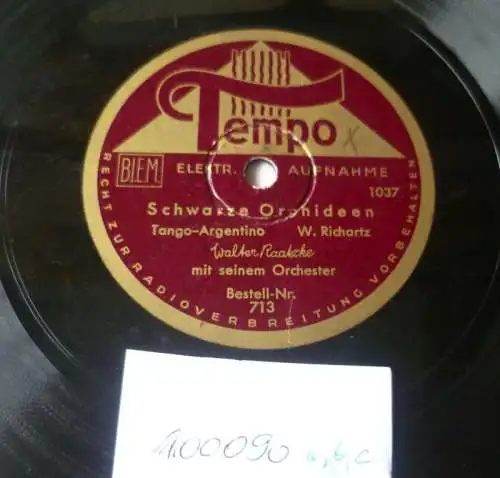 Tempo
x
BIEM
ELEKTR. AUFNAHME
1037
Schwarze Orchideen
Tango-Argentino W. Richartz
Walter Raatzke
mit seinem Orchester
Bestell-Nr.
713
RECHT ZUR RADIOVERBREITUNG VORBEHALTEN
400090 a, b, c